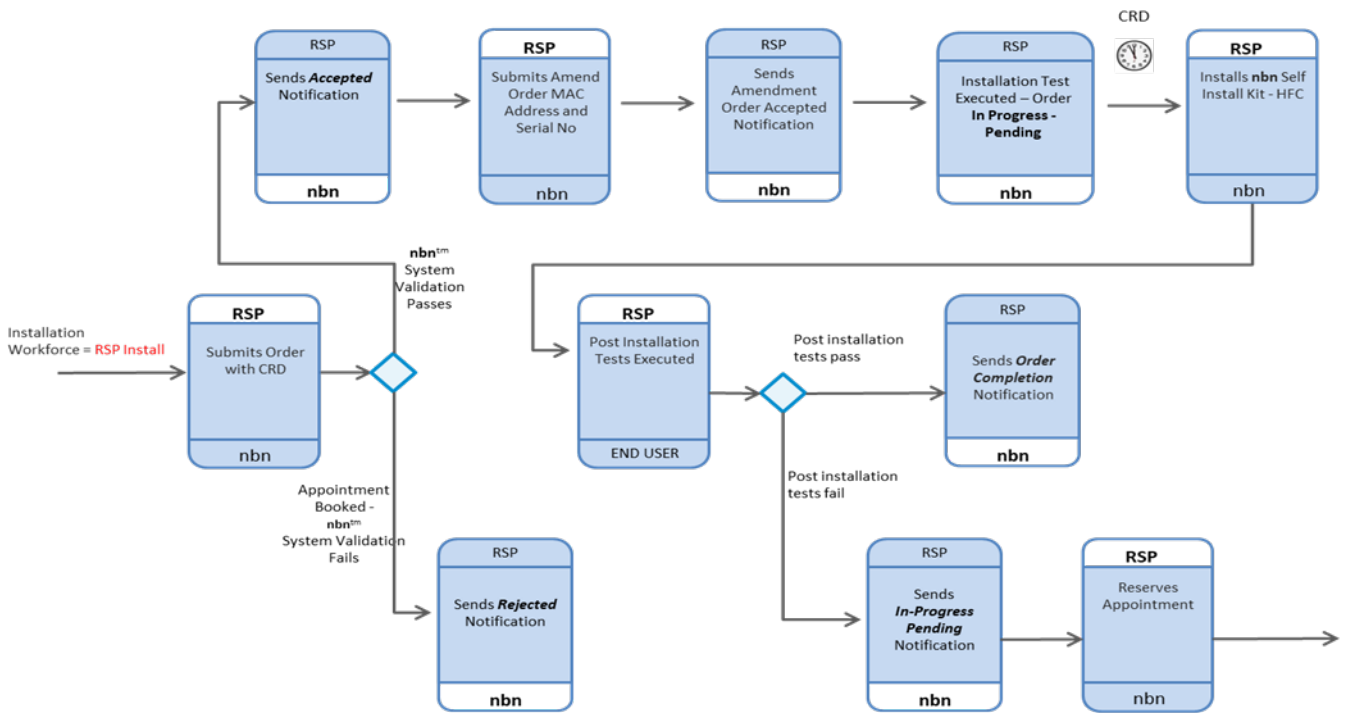 CRD
RSP
Sends Accepted
Notification
nbn
RSP
Submits Amend
Order MAC
Address and
Serial No
nbn
RSP
Sends
Amendment
Order Accepted
Notification
nbn
RSP
Installation Test
Executed – Order
In Progress -
Pending
nbn
RSP
Installs nbn Self
Install Kit - HFC
nbn
nbn™
System
Validation
Passes
Installation
Workforce = RSP Install
RSP
Submits Order
with CRD
nbn
RSP
Post Installation
Tests Executed
END USER
Post installation
tests pass
RSP
Sends Order
Completion
Notification
nbn
Appointment
Booked -
nbn™
System Validation
Fails
Post installation
tests fail
RSP
Sends Rejected
Notification
nbn
RSP
Sends
In-Progress
Pending
Notification
nbn
RSP
Reserves
Appointment
nbn